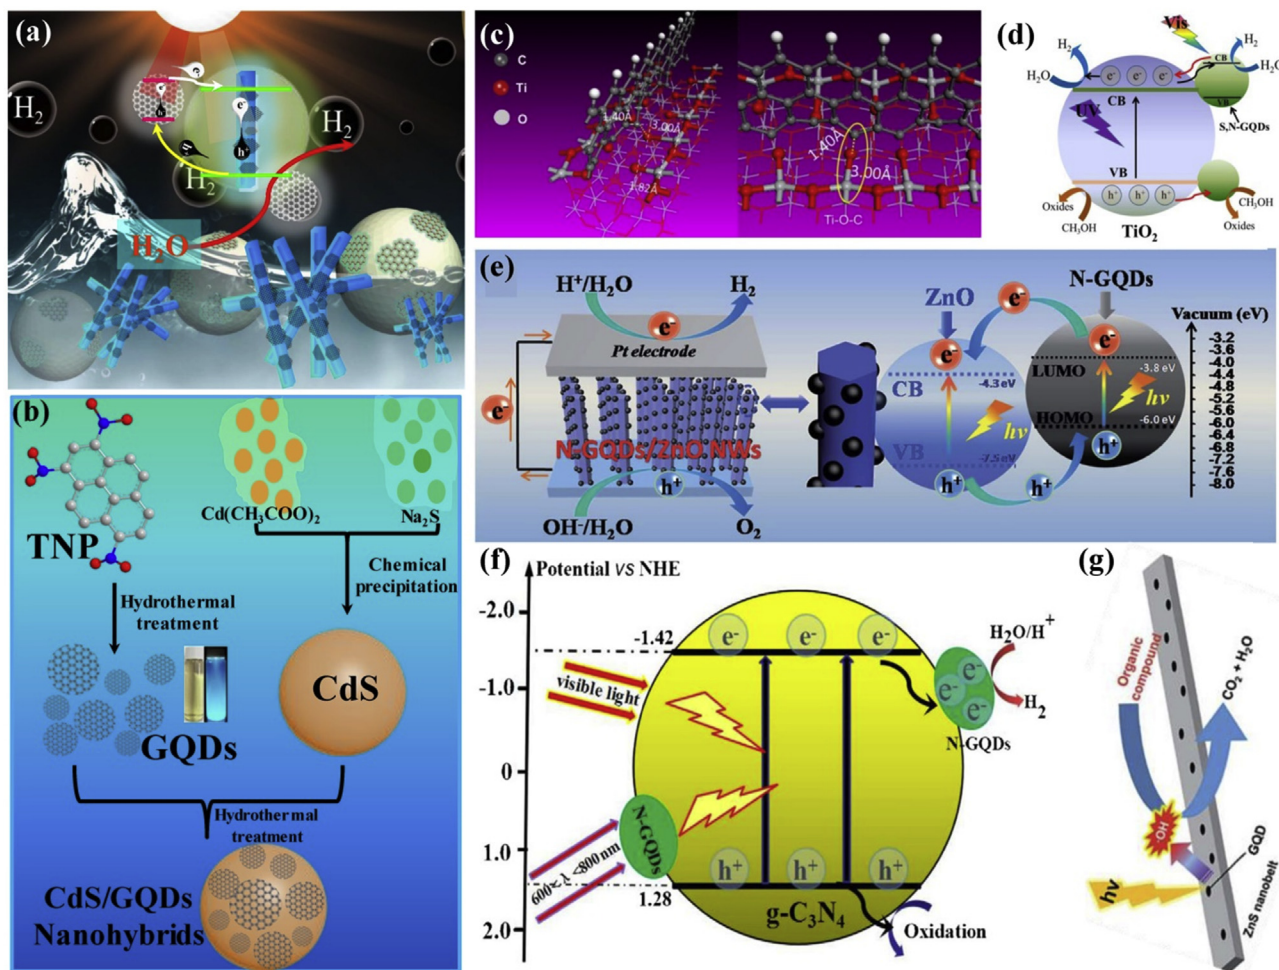 (a)
e-
e-
h+
e-
h+
h+
H2
H2
H2
H2O
(b)
TNP
Cd(CH3COO)2
Na2S
Hydrothermal
treatment
Chemical
precipitation
GQDs
CdS
Hydrothermal
treatment
CdS/GQDs
Nanohybrids
(c)
C
Ti
O
1.40Å
3.00Å
1.82Å
1.40Å
3.00Å
Ti-O-C
(d)
Vis
H2
H2
H2O
H2O
e- e- e-
CB
CB
VB
UV
S,N-GQDs
VB
h+ h+ h+
Oxides
CH3OH
CH3OH
Oxides
TiO2
(e)
H+/H2O
H2
e-
Pt electrode
e-
N-GQDs/ZnO NWs
h+
OH-/H2O
O2
ZnO
e-
N-GQDs
e-
e-
CB
-4.3 eV
hν
VB
-7.5 eV
h+
h+
LUMO
-3.8 eV
hν
HOMO
-6.0 eV
h+
Vacuum (eV)
-3.2
-3.6
-4.0
-4.4
-4.8
-5.2
-5.6
-6.0
-6.4
-6.8
-7.2
-7.6
-8.0
(f)
Potential vs NHE
-2.0
-1.0
0
1.0
2.0
-1.42
1.28
e- e- e-
visible light
600< λ <800nm
N-GQDs
h+ h+ h+
g-C3N4
e-
e-
e-
N-GQDs
H2O/H+
H2
Oxidation
(g)
Organic
compound
CO2 + H2O
·OH
hν
GQD
ZnS nanobelt